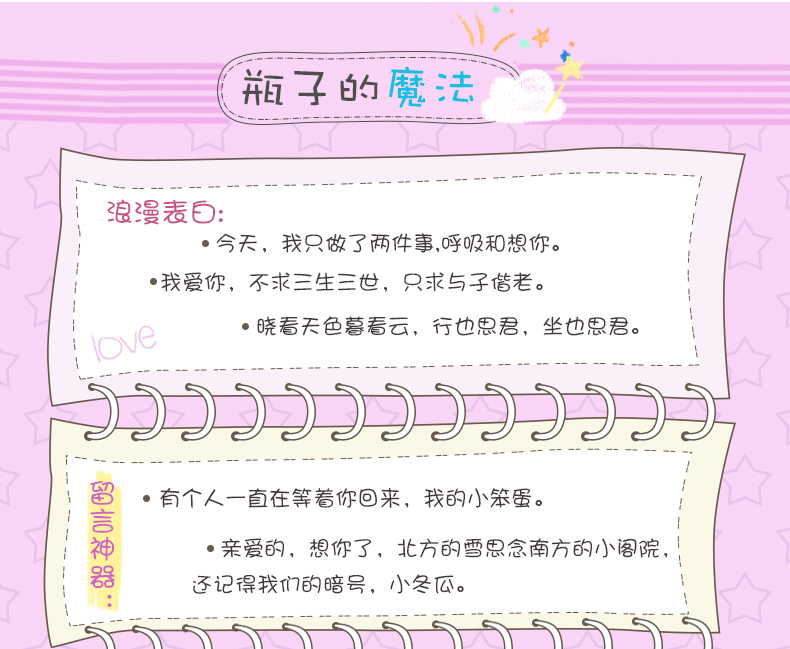 瓶子的魔法
浪漫表白:
•今天，我只做了两件事,呼吸和想你。
•我爱你，不求三生三世，只求与子偕老。
•晓看天色暮看云，行也思君，坐也思君。
love
留言神器:
•有个人一直在等着你回来，我的小笨蛋。
•亲爱的，想你了，北方的雪思念南方的小阁院，
还记得我们的暗号，小冬瓜。